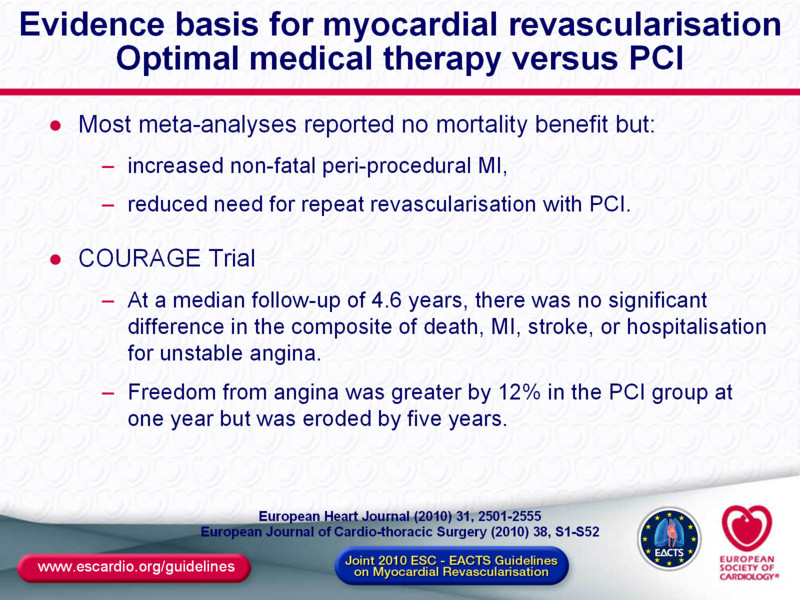 Evidence basis for myocardial revascularisation
Optimal medical therapy versus PCI
● Most meta-analyses reported no mortality benefit but:
– increased non-fatal peri-procedural MI,
– reduced need for repeat revascularisation with PCI.
● COURAGE Trial
– At a median follow-up of 4.6 years, there was no significant
difference in the composite of death, MI, stroke, or hospitalisation
for unstable angina.
– Freedom from angina was greater by 12% in the PCI group at
one year but was eroded by five years.
European Heart Journal (2010) 31, 2501-2555
European Journal of Cardio-thoracic Surgery (2010) 38, S1-S52
www.escardio.org/guidelines
Joint 2010 ESC - EACTS Guidelines
on Myocardial Revascularisation
EACTS
EUROPEAN
SOCIETY OF
CARDIOLOGY®